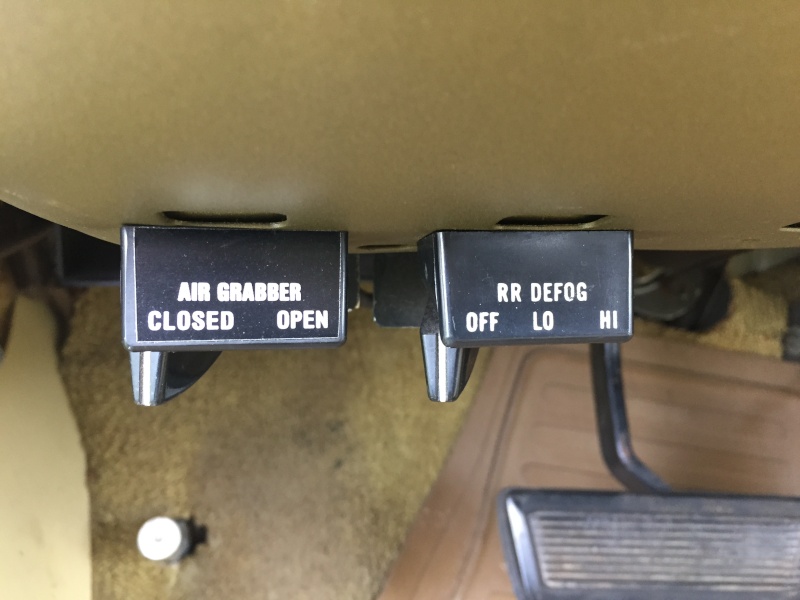 AIR GRABBER
CLOSED OPEN
RR DEFOG
OFF LO HI